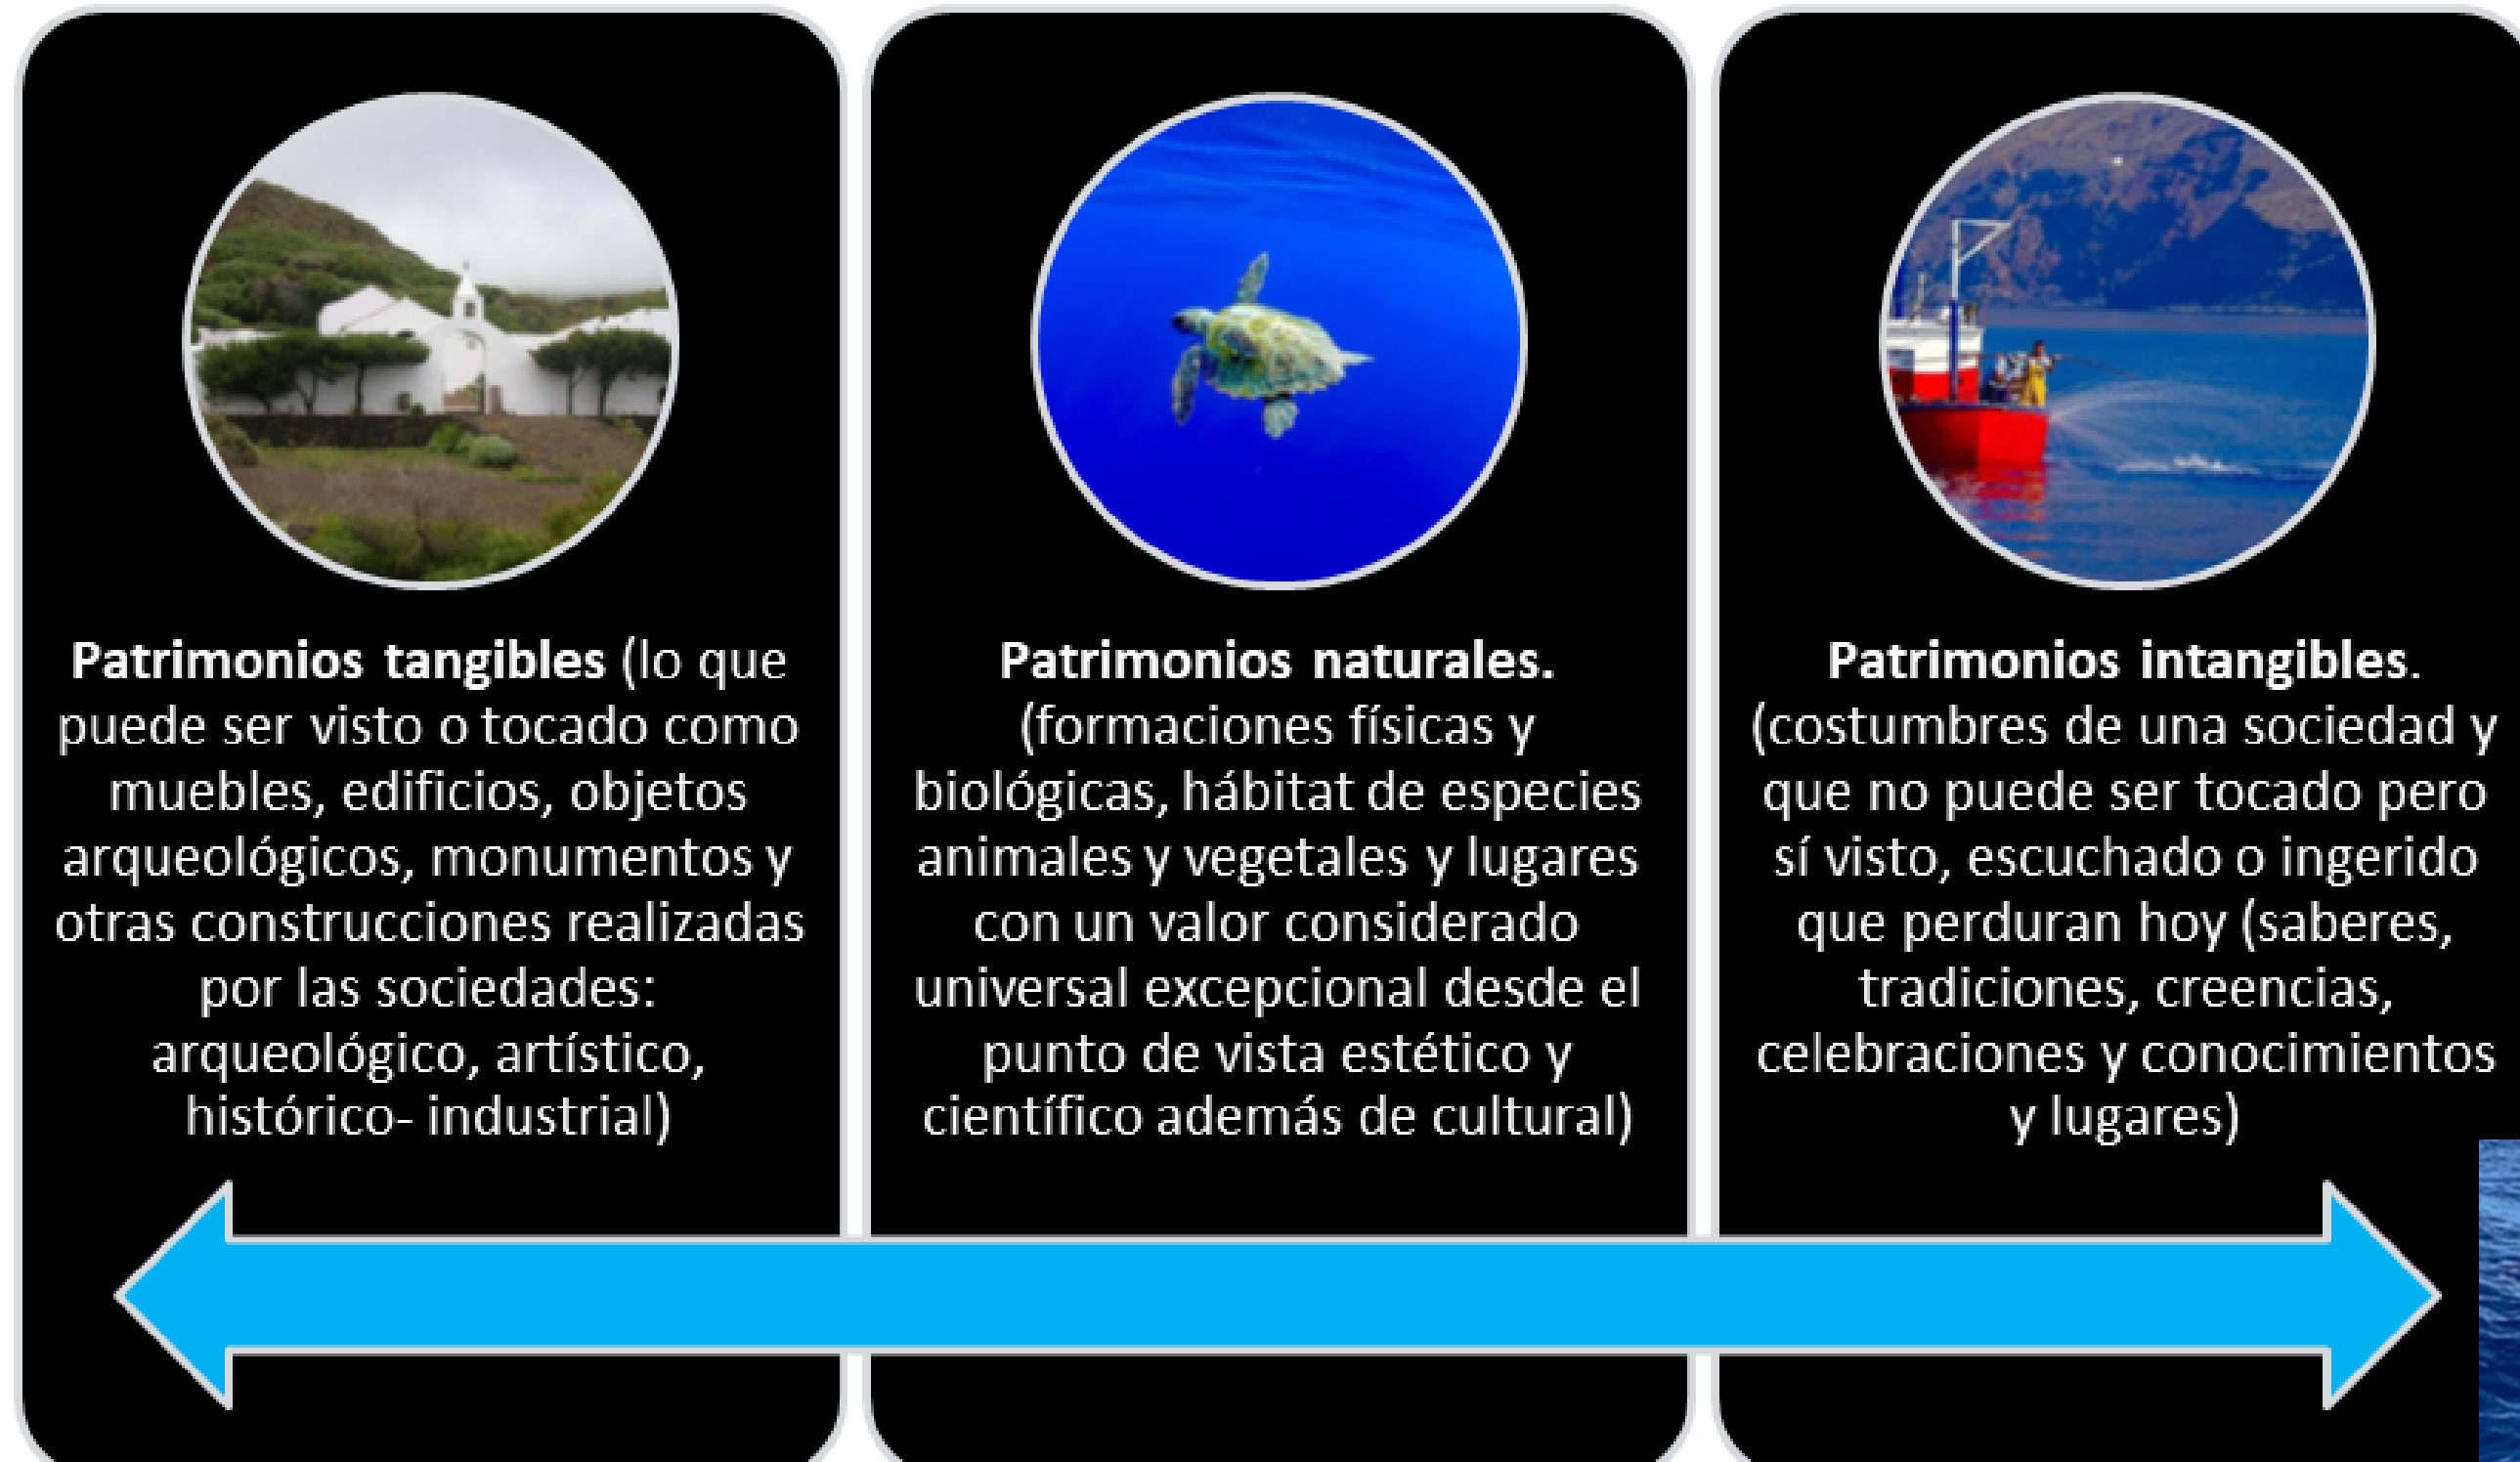 Patrimonios tangibles (lo que
puede ser visto o tocado como
muebles, edificios, objetos
arqueológicos, monumentos y
otras construcciones realizadas
por las sociedades:
arqueológico, artístico,
histórico- industrial)
Patrimonios naturales.
(formaciones físicas y
biológicas, hábitat de especies
animales y vegetales y lugares
con un valor considerado
universal excepcional desde el
punto de vista estético y
científico además de cultural)
Patrimonios intangibles.
(costumbres de una sociedad y
que no puede ser tocado pero
sí visto, escuchado o ingerido
que perduran hoy (saberes,
tradiciones, creencias,
celebraciones y conocimientos
y lugares)